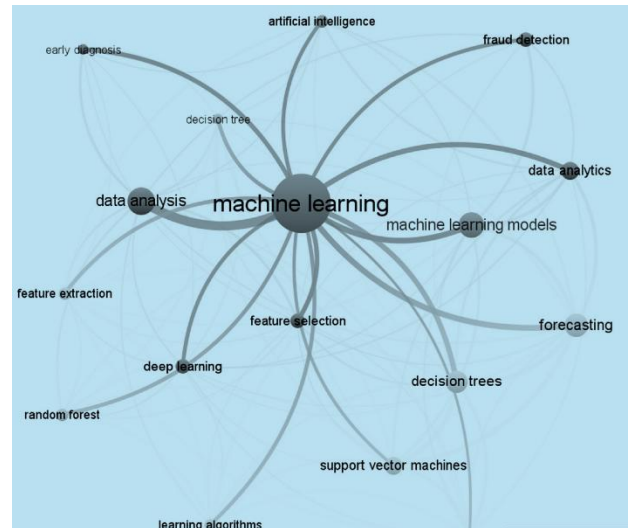 artificial intelligence
fraud detection
early diagnosis
decision tree
data analytics
data analysis
machine learning
machine learning models
feature extraction
feature selection
forecasting
deep learning
decision trees
random forest
support vector machines
learning algorithms